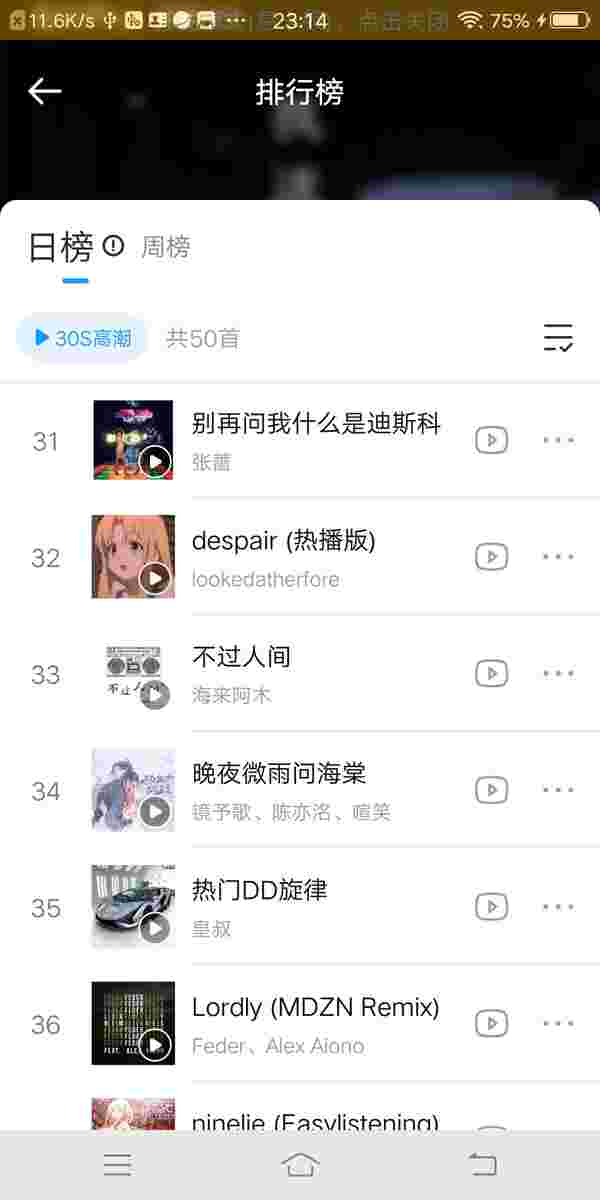 11.6K/s
23:14
点击关闭
75%
排行榜
日榜
周榜
30S高潮
共50首
31
别再问我什么是迪斯科
张蔷
32
despair (热播版)
lookedatherfore
33
不过人间
海来阿木
34
晚夜微雨问海棠
镜予歌、陈亦洺、喧笑
35
热门DD旋律
皇叔
36
Lordly (MDZN Remix)
Feder、Alex Aiono
ninelie (Easylistening)